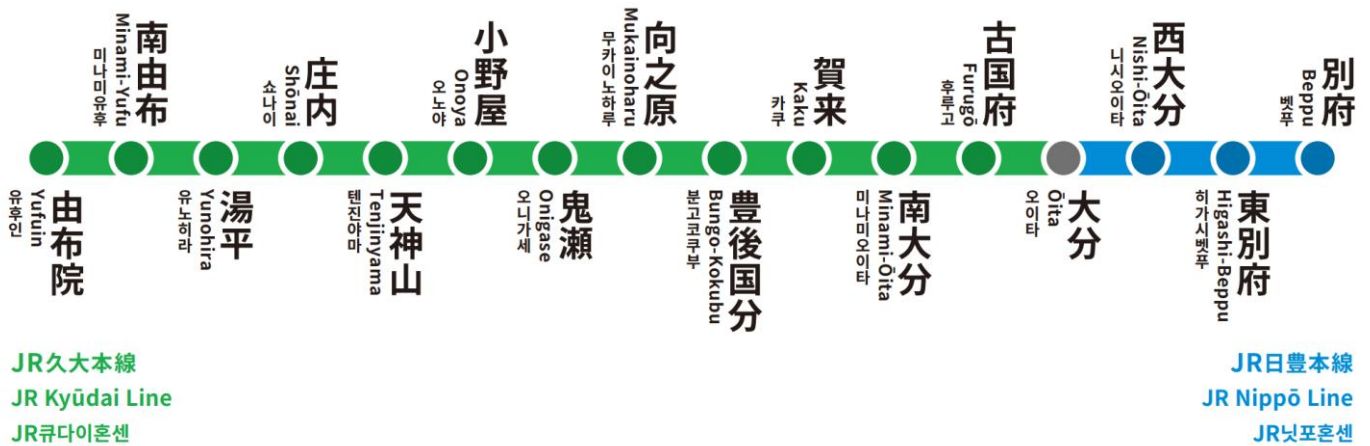 由布院
Yufuin
유후인
南由布
Minami-Yufu
미나미유후
湯平
Yunohira
유노히라
庄内
Shōnai
쇼나이
天神山
Tenjinyama
텐진야마
小野屋
Onoya
오노야
鬼瀬
Onigase
오니가세
向之原
Mukainoharu
무카이노하루
豊後国分
Bungo-Kokubu
분고코쿠부
賀来
Kaku
카쿠
南大分
Minami-Ōita
미나미오이타
古国府
Furugō
후루고
大分
Ōita
오이타
西大分
Nishi-Ōita
니시오이타
東別府
Higashi-Beppu
히가시벳푸
別府
Beppu
벳푸
JR久大本線
JR Kyūdai Line
JR큐다이혼센
JR日豊本線
JR Nippō Line
JR닛포혼센